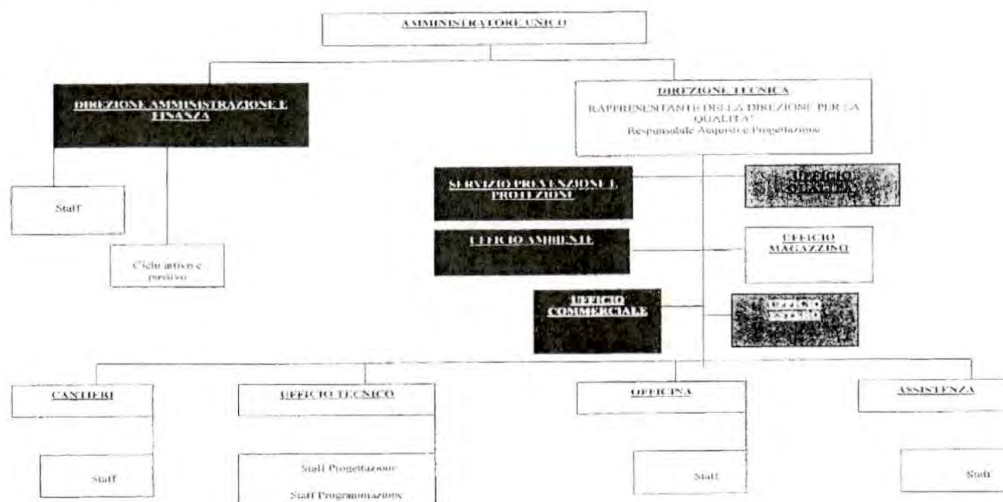 AMMINISTRATORE UNICO
DIREZIONE AMMINISTRAZIONE E
FINANZA
DIREZIONE TECNICA
RAPPRESENTANTE DELLA DIREZIONE PER LA
QUALITA'
Responsabile Acquisti e Progettazione
SERVIZIO PREVENZIONE E
PROTEZIONI
UFFICIO
QUALITA'
Staff
UFFICIO AMBIENTE
UFFICIO
MAGAZZINO
Ciclo attivo e
passivo
UFFICIO
COMMERCIALE
UFFICIO
ESTERO
CANTIERI
UFFICIO TECNICO
OFFICINA
ASSISTENZA
Staff
Staff Progettazione
Staff Programmazione
Staff
Staff